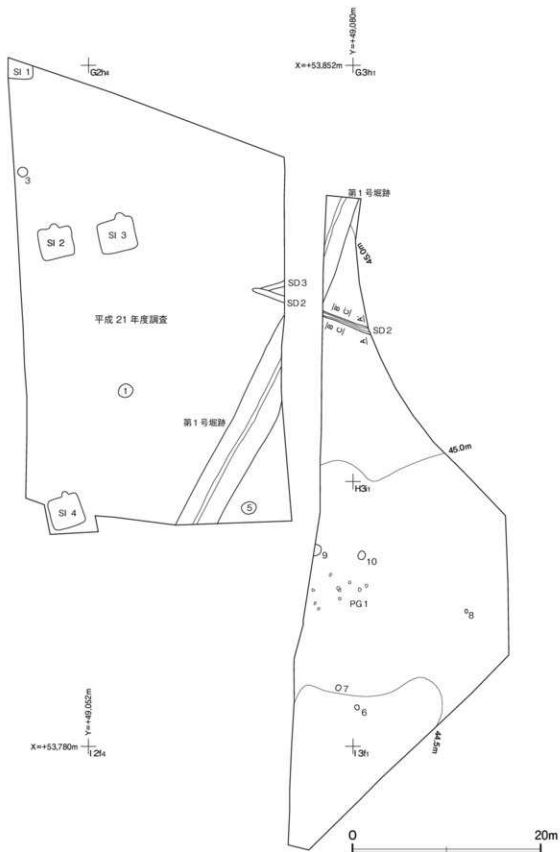 Y=+49,080m
X=+53,852m
G2h4
G3h1
SI 1
3
第1号堀跡
45.0m
SI 2
SI 3
SD 3
SD 2
平成 21 年度調査
B C A
SD 2
B C A
1
第1号堀跡
45.0m
H3i1
SI 4
5
9
10
PG 1
8
7
6
Y=+49,052m
X=+53,780m
I2f4
I3f1
44.5m
0
20m